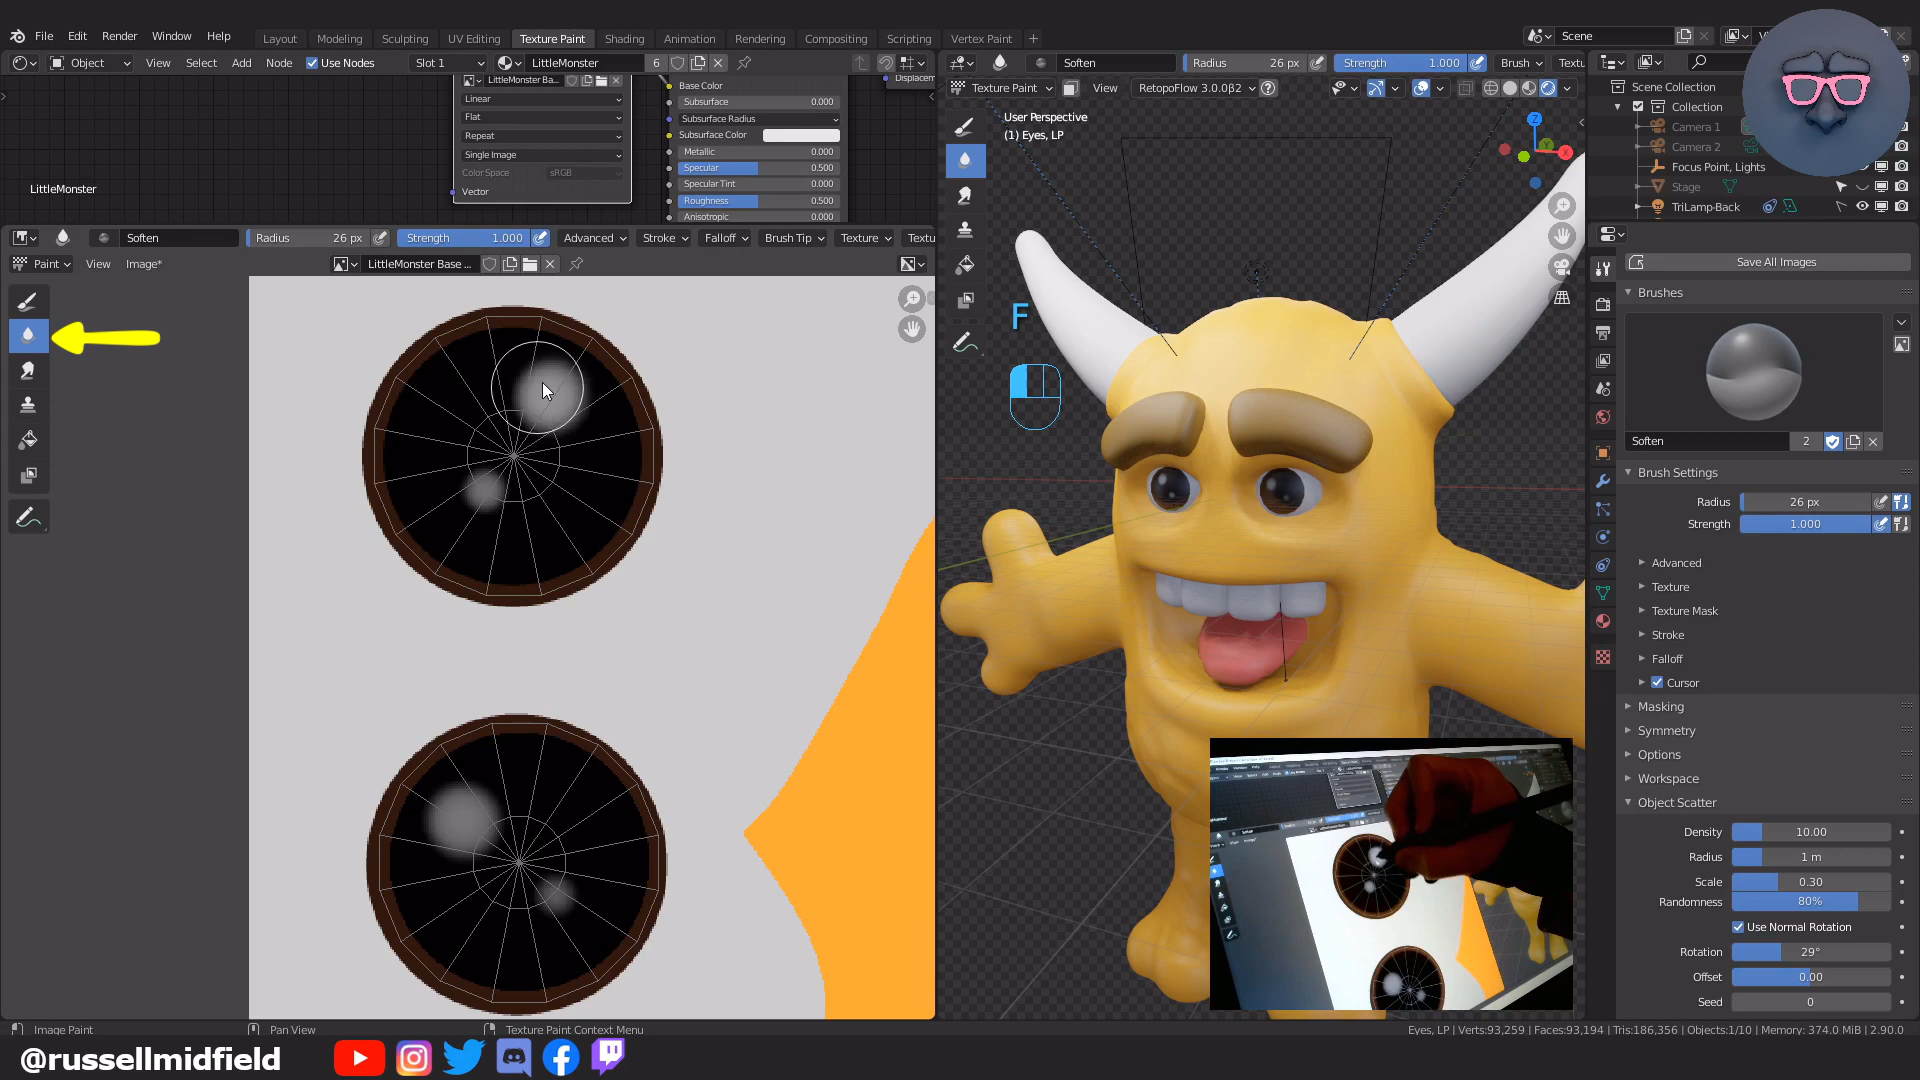 File Edit Render Window Help Layout Modeling Sculpting UV Editing Texture Paint Shading Animation Rendering Compositing Scripting Vertex Paint + Scene
Object View Select Add Node Use Nodes Slot 1 LittleMonster 6
Soften Radius 26 px Strength 1.000 Brush Textu
LittleMonster Ba...
Linear
Flat
Repeat
Single Image
Color Space sRGB
Vector
LittleMonster
Displacem
Base Color
Subsurface 0.000
Subsurface Radius
Subsurface Color
Metallic 0.000
Specular 0.500
Specular Tint 0.000
Roughness 0.500
Anisotropic 0.000
Texture Paint View RetopoFlow 3.0.0β2
User Perspective
(1) Eyes, LP
Z
Y
X
F
Soften Radius 26 px Strength 1.000 Advanced Stroke Falloff Brush Tip Texture Textu
Paint View Image* LittleMonster Base ...
Scene Collection
Collection
Camera 1
Camera 2
Focus Point, Lights
Stage
TriLamp-Back
Save All Images
Brushes
Soften 2
Brush Settings
Radius 26 px
Strength 1.000
Advanced
Texture
Texture Mask
Stroke
Falloff
Cursor
Masking
Symmetry
Options
Workspace
Object Scatter
Density 10.00
Radius 1 m
Scale 0.30
Randomness 80%
Use Normal Rotation
Rotation 29°
Offset 0.00
Seed 0
Image Paint Pan View Texture Paint Context Menu
Eyes, LP | Verts:93,259 | Faces:93,194 | Tris:186,356 | Objects:1/10 | Memory: 374.0 MiB | 2.90.0
@russellmidfield